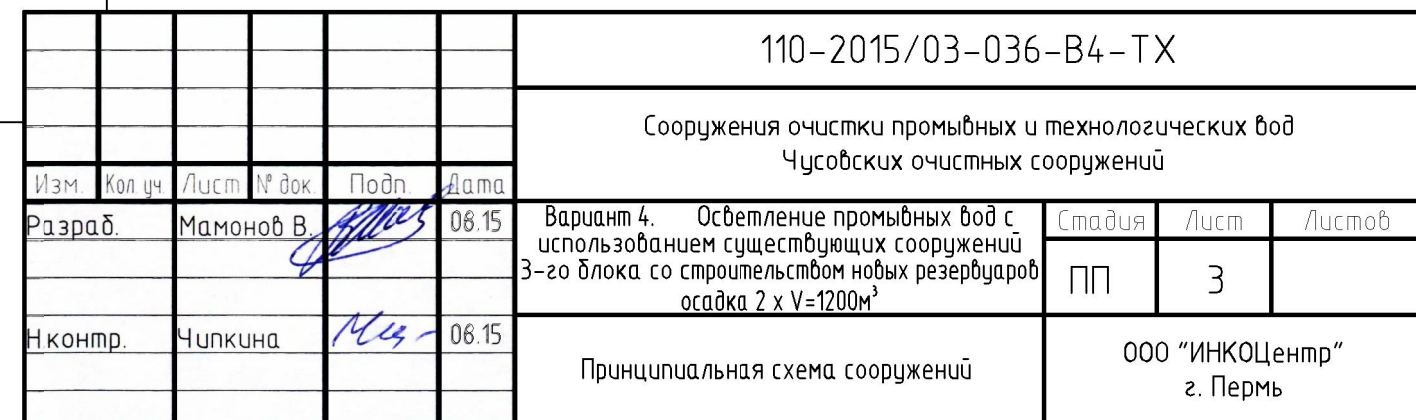 110-2015/03-036-В4-ТХ
Сооружения очистки промывных и технологических вод
Чусовских очистных сооружений
Изм. Кол уч. Лист № док. Подп. Дата
Разраб. Мамонов В. 08.15
Вариант 4. Осветление промывных вод с
использованием существующих сооружений
3-го блока со строительством новых резервуаров
осадка 2 x V=1200м³
Стадия Лист Листов
ПП 3
Н.контр. Чипкина 08.15
Принципиальная схема сооружений
ООО "ИНКОЦентр"
г. Пермь